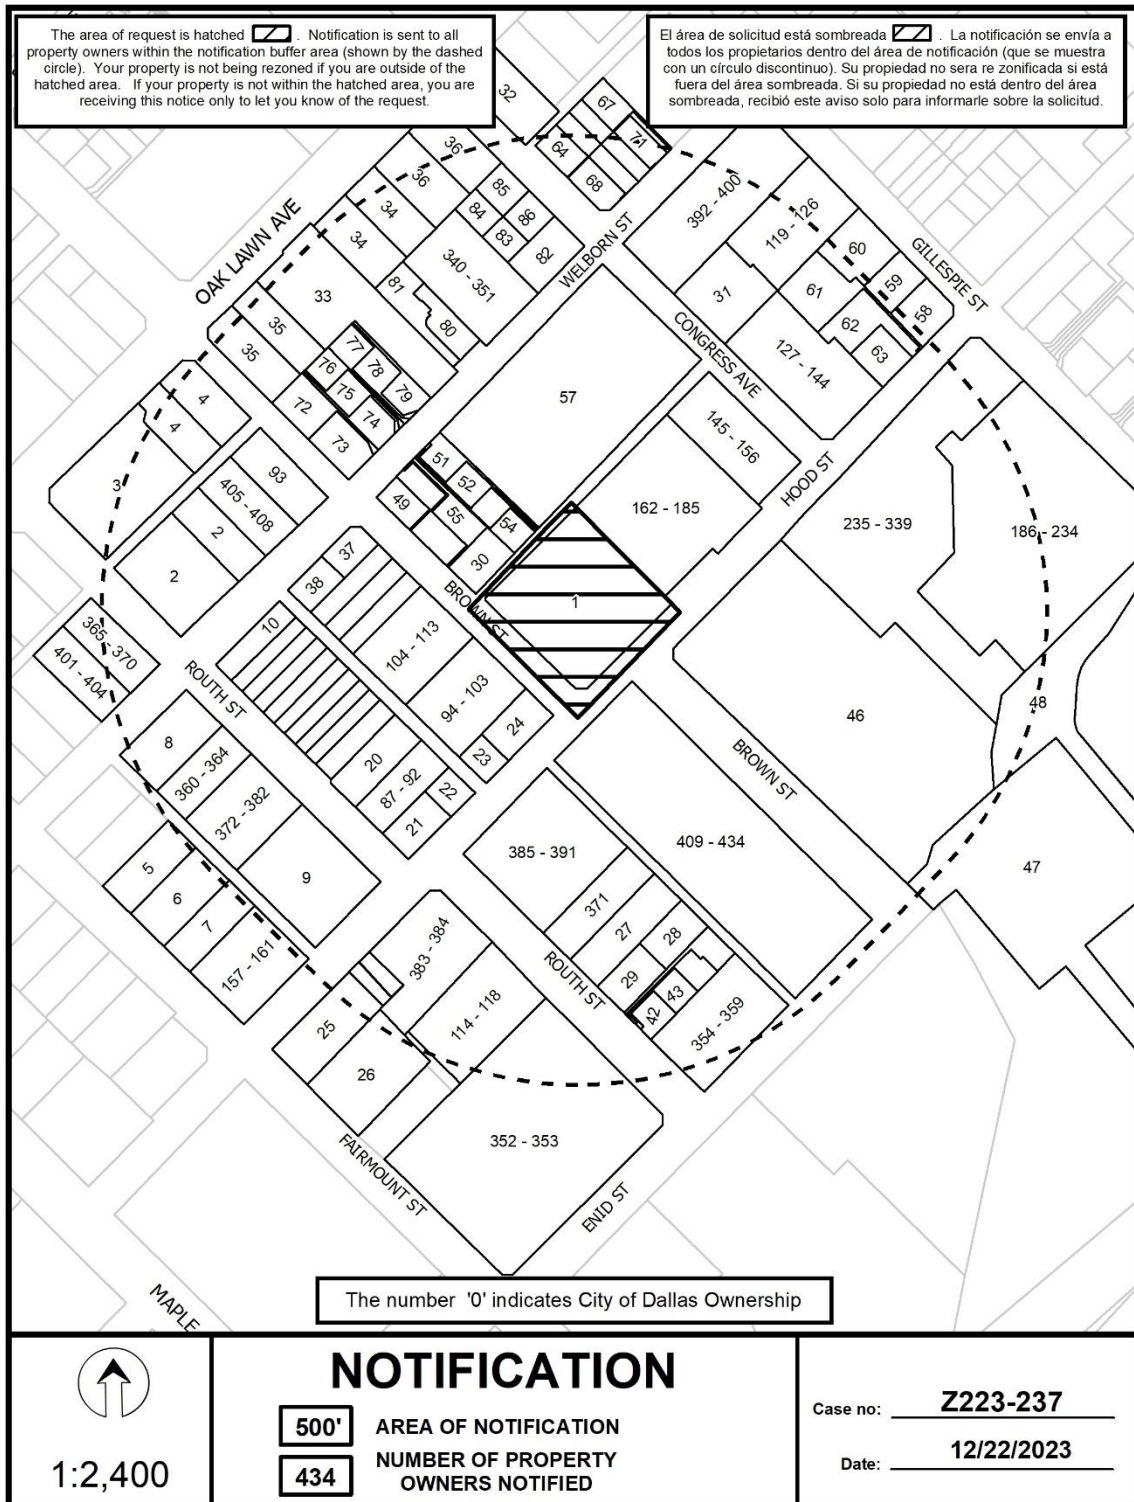 The area of request is hatched . Notification is sent to all
property owners within the notification buffer area (shown by the dashed
circle). Your property is not being rezoned if you are outside of the
hatched area. If your property is not within the hatched area, you are
receiving this notice only to let you know of the request.
El área de solicitud está sombreada . La notificación se envía a
todos los propietarios dentro del área de notificación (que se muestra
con un círculo discontinuo). Su propiedad no sera re zonificada si está
fuera del área sombreada. Si su propiedad no está dentro del área
sombreada, recibió este aviso solo para informarle sobre la solicitud.
32
67
71
64
68
36
36
85
84
86
83
82
34
34
340 - 351
WELBORN ST
392 - 400
119 - 126
60
59
58
GILLESPIE ST
OAK LAWN AVE
33
81
80
31
61
62
63
CONGRESS AVE
127 - 144
35
35
77
78
76
75
79
74
72
73
57
145 - 156
4
4
3
93
405 - 408
2
2
51
52
49
55
54
30
162 - 185
HOOD ST
235 - 339
186 - 234
37
38
BROWN ST
1
10
104 - 113
94 - 103
24
23
365 - 370
401 - 404
ROUTH ST
8
360 - 364
372 - 382
9
20
87 - 92
22
21
46
48
BROWN ST
409 - 434
47
385 - 391
371
27
28
29
43
42
354 - 359
ROUTH ST
5
6
7
157 - 161
383 - 384
114 - 118
25
26
352 - 353
FAIRMOUNT ST
ENID ST
MAPLE
The number '0' indicates City of Dallas Ownership
1:2,400
NOTIFICATION
500' AREA OF NOTIFICATION
434 NUMBER OF PROPERTY
OWNERS NOTIFIED
Case no: Z223-237
Date: 12/22/2023